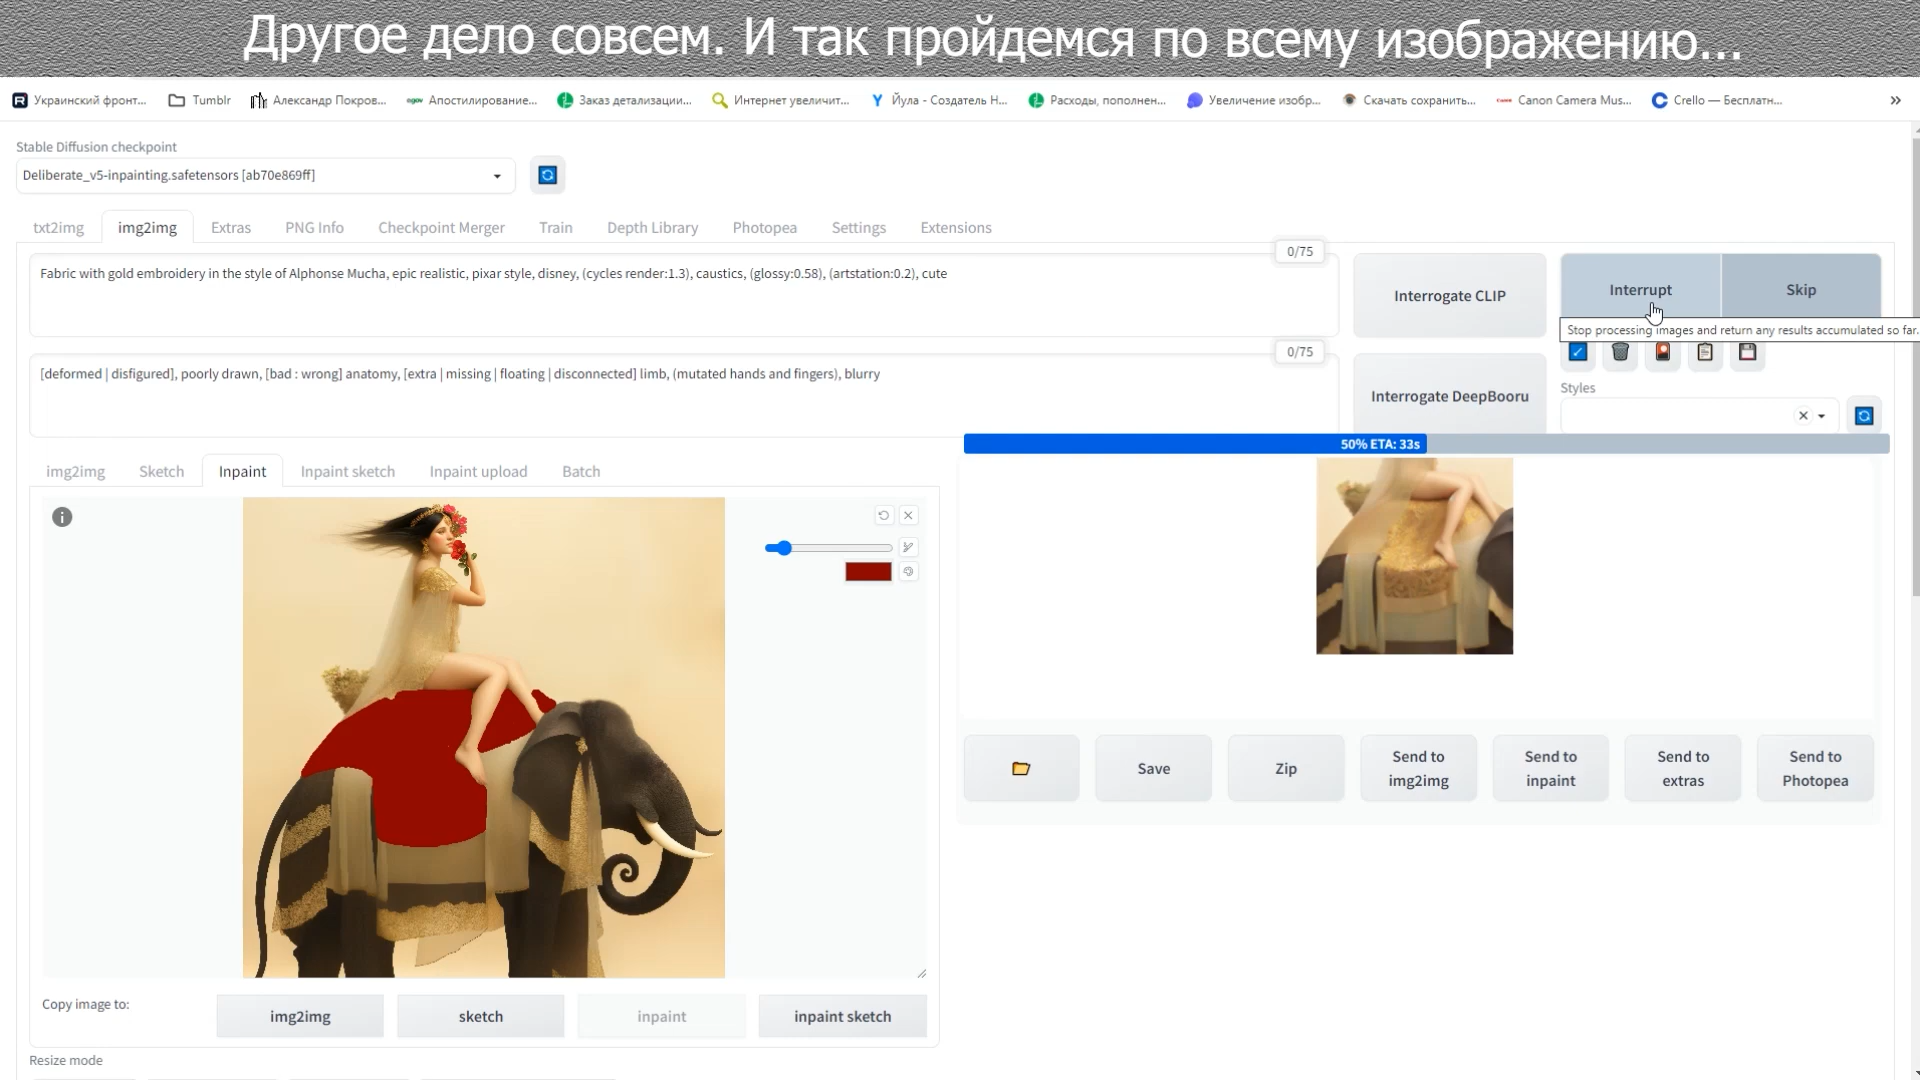 Другое дело совсем. И так пройдемся по всему изображению...
Украинский фронт...
Tumblr
Александр Покров...
Апостилирование...
Заказ детализации...
Интернет увеличит...
Йула - Создатель Н...
Расходы, пополнен...
Увеличение изобр...
Скачать сохранить...
Canon Camera Mus...
Crello — Бесплатн...
Stable Diffusion checkpoint
Deliberate_v5-inpainting.safetensors [ab70e869ff]
txt2img
img2img
Extras
PNG Info
Checkpoint Merger
Train
Depth Library
Photopea
Settings
Extensions
0/75
Fabric with gold embroidery in the style of Alphonse Mucha, epic realistic, pixar style, disney, (cycles render:1.3), caustics, (glossy:0.58), (artstation:0.2), cute
Interrogate CLIP
Interrupt
Skip
Stop processing images and return any results accumulated so far.
0/75
[deformed | disfigured], poorly drawn, [bad : wrong] anatomy, [extra | missing | floating | disconnected] limb, (mutated hands and fingers), blurry
Interrogate DeepBooru
Styles
50% ETA: 33s
img2img
Sketch
Inpaint
Inpaint sketch
Inpaint upload
Batch
Save
Zip
Send to
img2img
Send to
inpaint
Send to
extras
Send to
Photopea
Copy image to:
img2img
sketch
inpaint
inpaint sketch
Resize mode